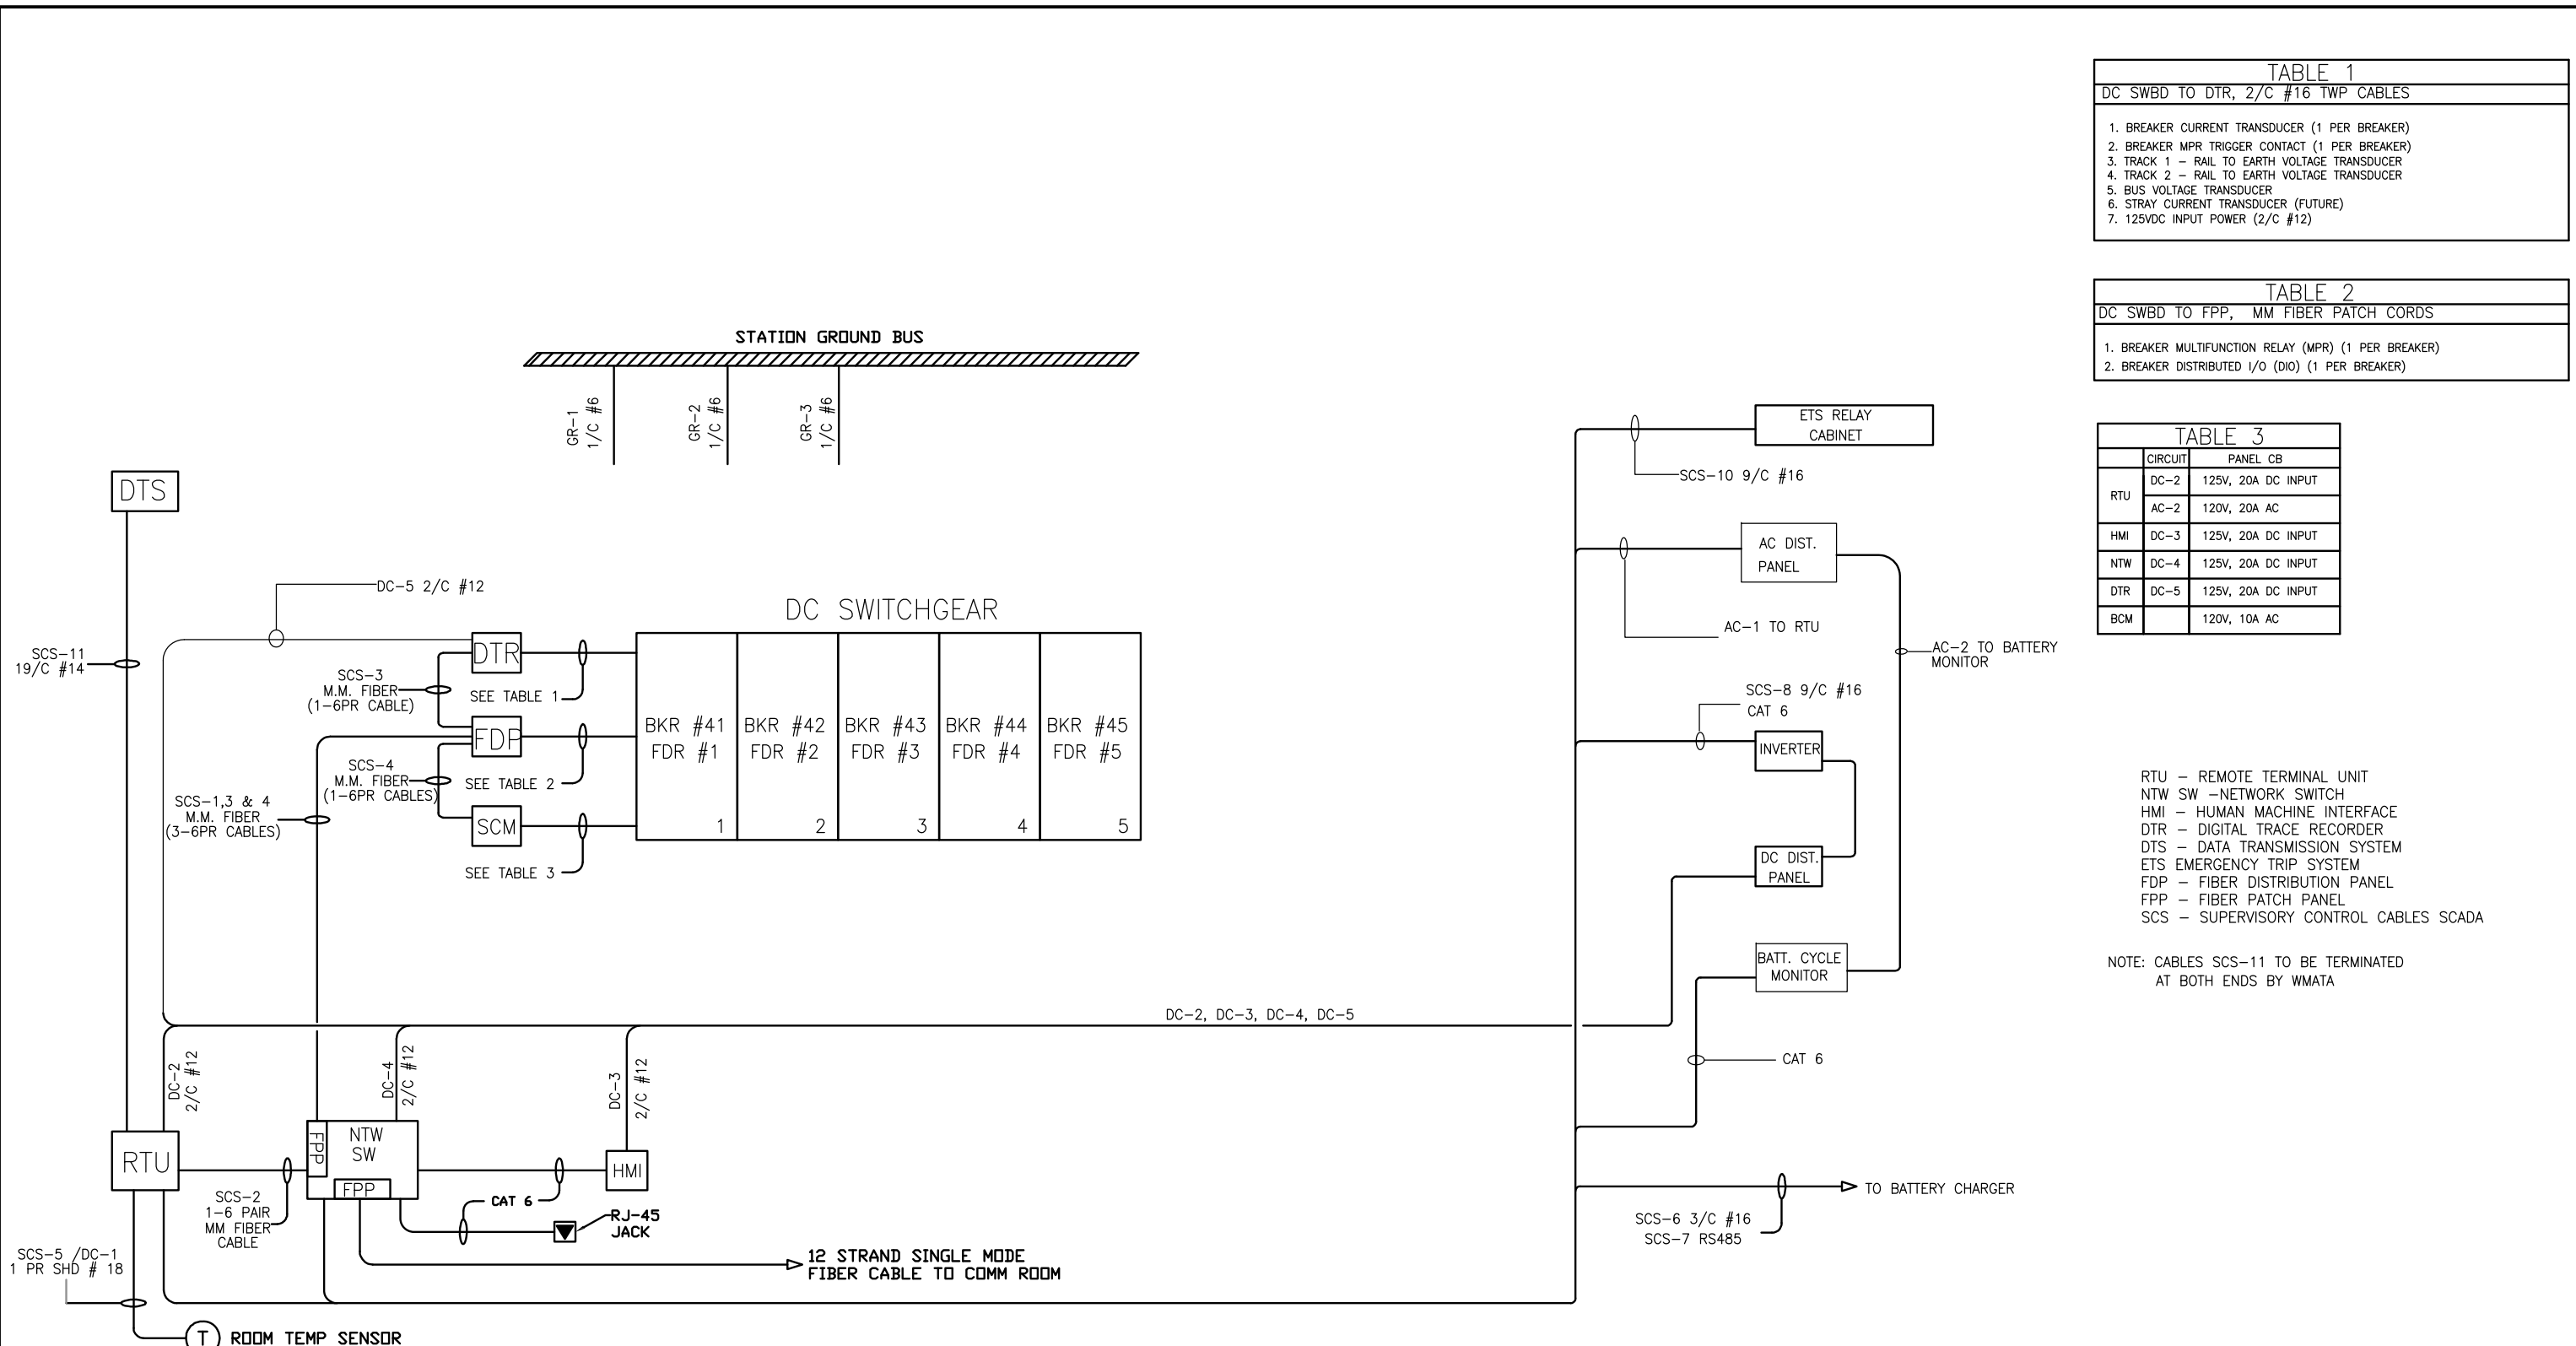 TABLE 1
DC SWBD TO DTR, 2/C #16 TWP CABLES
1. BREAKER CURRENT TRANSDUCER (1 PER BREAKER)
2. BREAKER MPR TRIGGER CONTACT (1 PER BREAKER)
3. TRACK 1 – RAIL TO EARTH VOLTAGE TRANSDUCER
4. TRACK 2 – RAIL TO EARTH VOLTAGE TRANSDUCER
5. BUS VOLTAGE TRANSDUCER
6. STRAY CURRENT TRANSDUCER (FUTURE)
7. 125VDC INPUT POWER (2/C #12)
TABLE 2
DC SWBD TO FPP, MM FIBER PATCH CORDS
1. BREAKER MULTIFUNCTION RELAY (MPR) (1 PER BREAKER)
2. BREAKER DISTRIBUTED I/O (DIO) (1 PER BREAKER)
TABLE 3
CIRCUIT PANEL CB
RTU DC–2 125V, 20A DC INPUT
AC–2 120V, 20A AC
HMI DC–3 125V, 20A DC INPUT
NTW DC–4 125V, 20A DC INPUT
DTR DC–5 125V, 20A DC INPUT
BCM 120V, 10A AC
STATION GROUND BUS
GR–1
1/C #6
GR–2
1/C #6
GR–3
1/C #6
DTS
DC–5 2/C #12
SCS–11
19/C #14
DC SWITCHGEAR
DTR
SCS–3
M.M. FIBER
(1–6PR CABLE)
SEE TABLE 1
FDP
SCS–4
M.M. FIBER
(1–6PR CABLES)
SEE TABLE 2
SCS–1,3 & 4
M.M. FIBER
(3–6PR CABLES)
SCM
SEE TABLE 3
BKR #41
FDR #1
1
BKR #42
FDR #2
2
BKR #43
FDR #3
3
BKR #44
FDR #4
4
BKR #45
FDR #5
5
ETS RELAY
CABINET
SCS–10 9/C #16
AC DIST.
PANEL
AC–1 TO RTU
AC–2 TO BATTERY
MONITOR
SCS–8 9/C #16
CAT 6
INVERTER
DC DIST.
PANEL
BATT. CYCLE
MONITOR
CAT 6
RTU – REMOTE TERMINAL UNIT
NTW SW –NETWORK SWITCH
HMI – HUMAN MACHINE INTERFACE
DTR – DIGITAL TRACE RECORDER
DTS – DATA TRANSMISSION SYSTEM
ETS EMERGENCY TRIP SYSTEM
FDP – FIBER DISTRIBUTION PANEL
FPP – FIBER PATCH PANEL
SCS – SUPERVISORY CONTROL CABLES SCADA
NOTE: CABLES SCS–11 TO BE TERMINATED
AT BOTH ENDS BY WMATA
DC–2, DC–3, DC–4, DC–5
DC–2
2/C #12
DC–4
2/C #12
DC–3
2/C #12
RTU
FPP
NTW
SW
FPP
HMI
SCS–2
1–6 PAIR
MM FIBER
CABLE
CAT 6
RJ–45
JACK
12 STRAND SINGLE MODE
FIBER CABLE TO COMM ROOM
SCS–5 /DC–1
1 PR SHD # 18
T ROOM TEMP SENSOR
TO BATTERY CHARGER
SCS–6 3/C #16
SCS–7 RS485